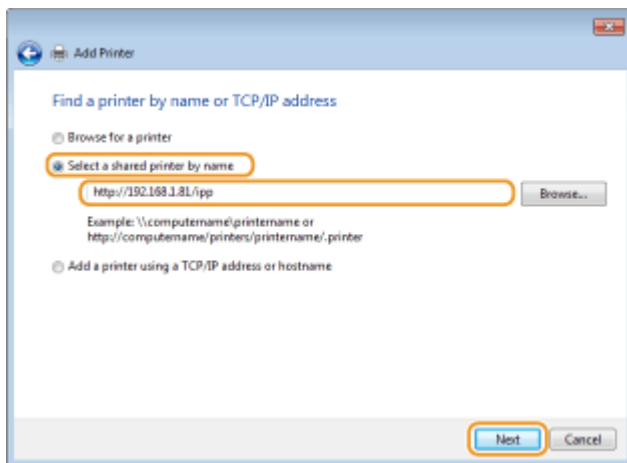 Add Printer
Find a printer by name or TCP/IP address
Browse for a printer
Select a shared printer by name
http://192.168.1.81/ipp
Browse...
Example: \\computername\printername or
http://computername/printers/printername/.printer
Add a printer using a TCP/IP address or hostname
Next
Cancel